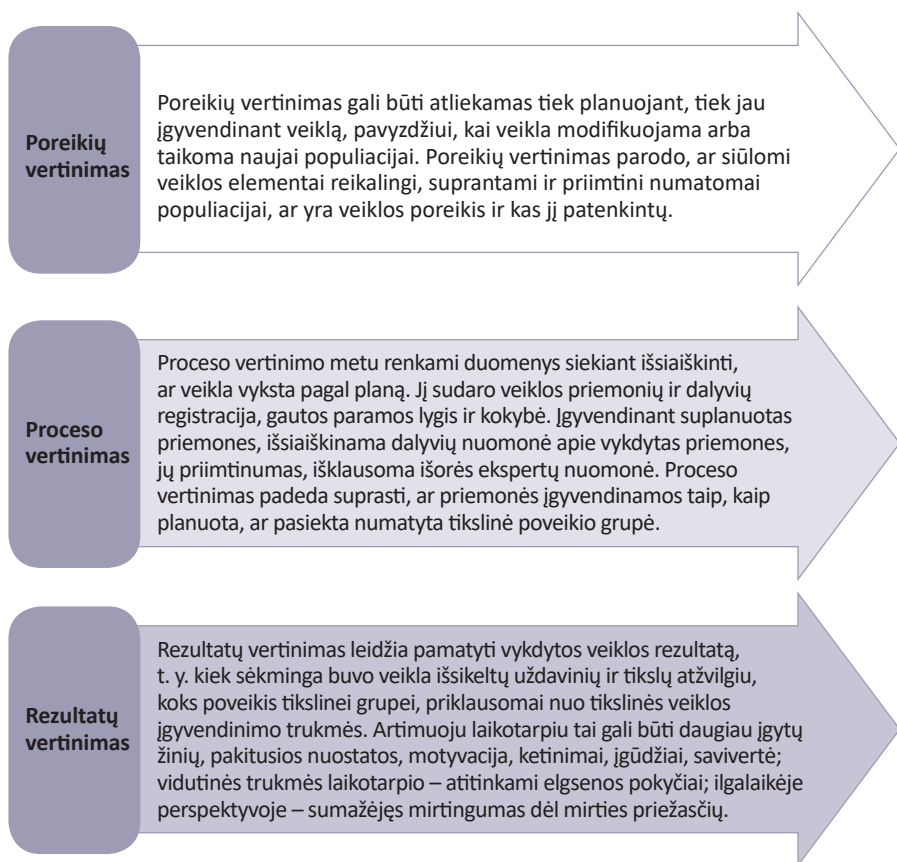 Poreikių
vertinimas
Poreikių vertinimas gali būti atliekamas tiek planuojant, tiek jau
įgyvendinant veiklą, pavyzdžiui, kai veikla modifikuojama arba
taikoma naujai populiacijai. Poreikių vertinimas parodo, ar siūlomi
veiklos elementai reikalingi, suprantami ir priimtini numatomai
populiacijai, ar yra veiklos poreikis ir kas jį patenkintų.
Proceso
vertinimas
Proceso vertinimo metu renkami duomenys siekiant išsiaiškinti,
ar veikla vyksta pagal planą. Jį sudaro veiklos priemonių ir dalyvių
registracija, gautos paramos lygis ir kokybė. Įgyvendinant suplanuotas
priemones, išsiaiškinama dalyvių nuomonė apie vykdytas priemones,
jų priimtinumas, išklausoma išorės ekspertų nuomonė. Proceso
vertinimas padeda suprasti, ar priemonės įgyvendinamos taip, kaip
planuota, ar pasiekta numatyta tikslinė poveikio grupė.
Rezultatų
vertinimas
Rezultatų vertinimas leidžia pamatyti vykdytos veiklos rezultatą,
t. y. kiek sėkminga buvo veikla išsikeltų uždavinių ir tikslų atžvilgiu,
koks poveikis tikslinei grupei, priklausomai nuo tikslinės veiklos
įgyvendinimo trukmės. Artimuoju laikotarpiu tai gali būti daugiau įgytų
žinių, pakitusios nuostatos, motyvacija, ketinimai, įgūdžiai, savivertė;
vidutinės trukmės laikotarpio – atitinkami elgsenos pokyčiai; ilgalaikėje
perspektyvoje – sumažėjęs mirtingumas dėl mirties priežasčių.